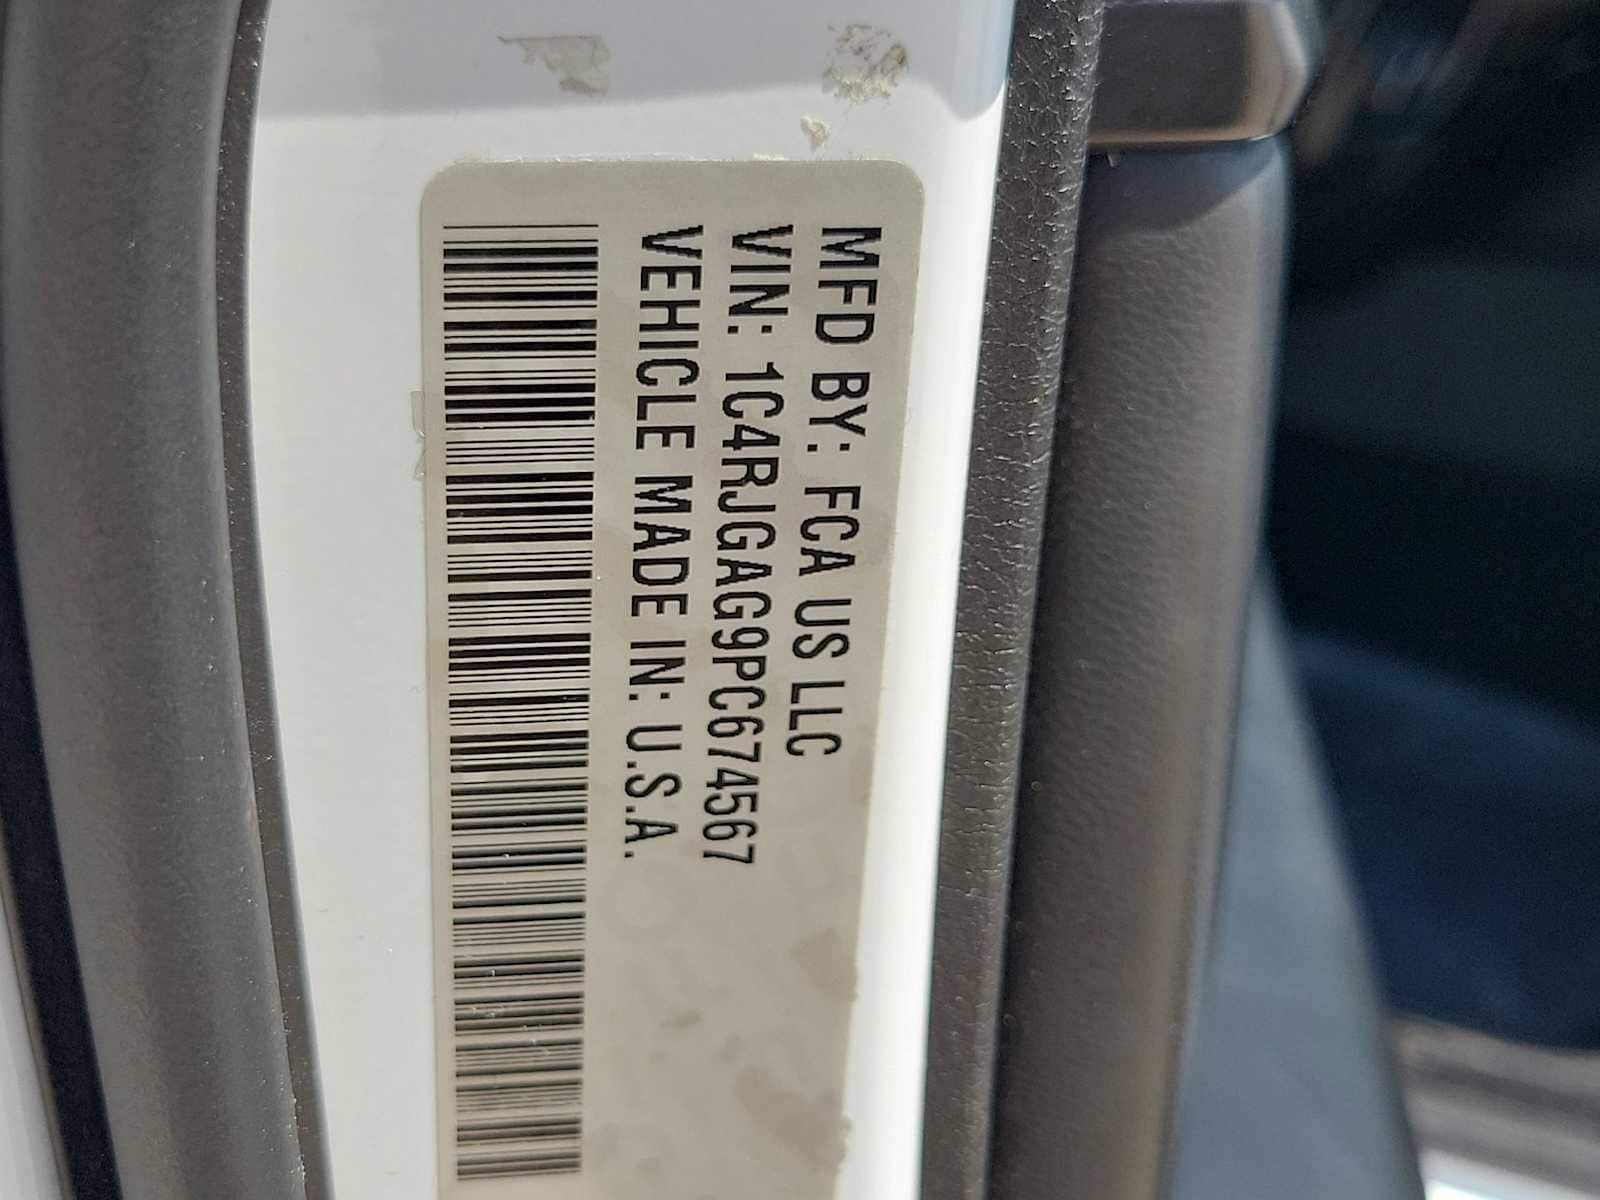 MFD BY: FCA US LLC
VIN: 1C4RJGAG9PC674567
VEHICLE MADE IN: U.S.A.